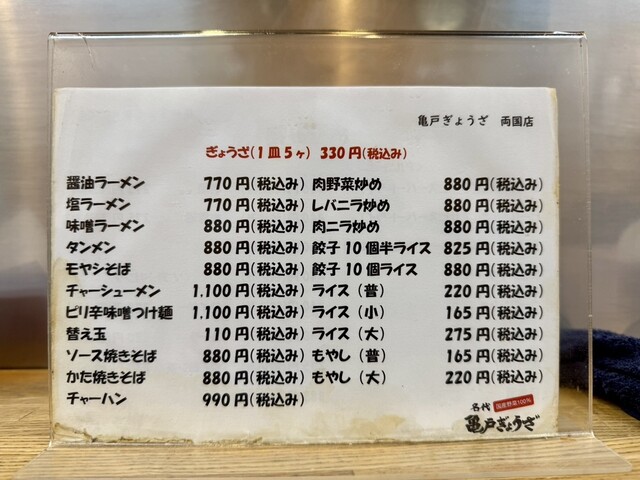 亀戸ぎょうざ 両国店
ぎょうざ(1皿5ヶ) 330円(税込み)
醤油ラーメン 770円(税込み) 肉野菜炒め 880円(税込み)
塩ラーメン 770円(税込み) レバニラ炒め 880円(税込み)
味噌ラーメン 880円(税込み) 肉ニラ炒め 880円(税込み)
タンメン 880円(税込み) 餃子10個半ライス 825円(税込み)
モヤシそば 880円(税込み) 餃子10個ライス 880円(税込み)
チャーシューメン 1.100円(税込み) ライス(普) 220円(税込み)
ピリ辛味噌つけ麺 1.100円(税込み) ライス(小) 165円(税込み)
替え玉 110円(税込み) ライス(大) 275円(税込み)
ソース焼きそば 880円(税込み) もやし(普) 165円(税込み)
かた焼きそば 880円(税込み) もやし(大) 220円(税込み)
チャーハン 990円(税込み)
名代 国産野菜100%
亀戸ぎょうざ